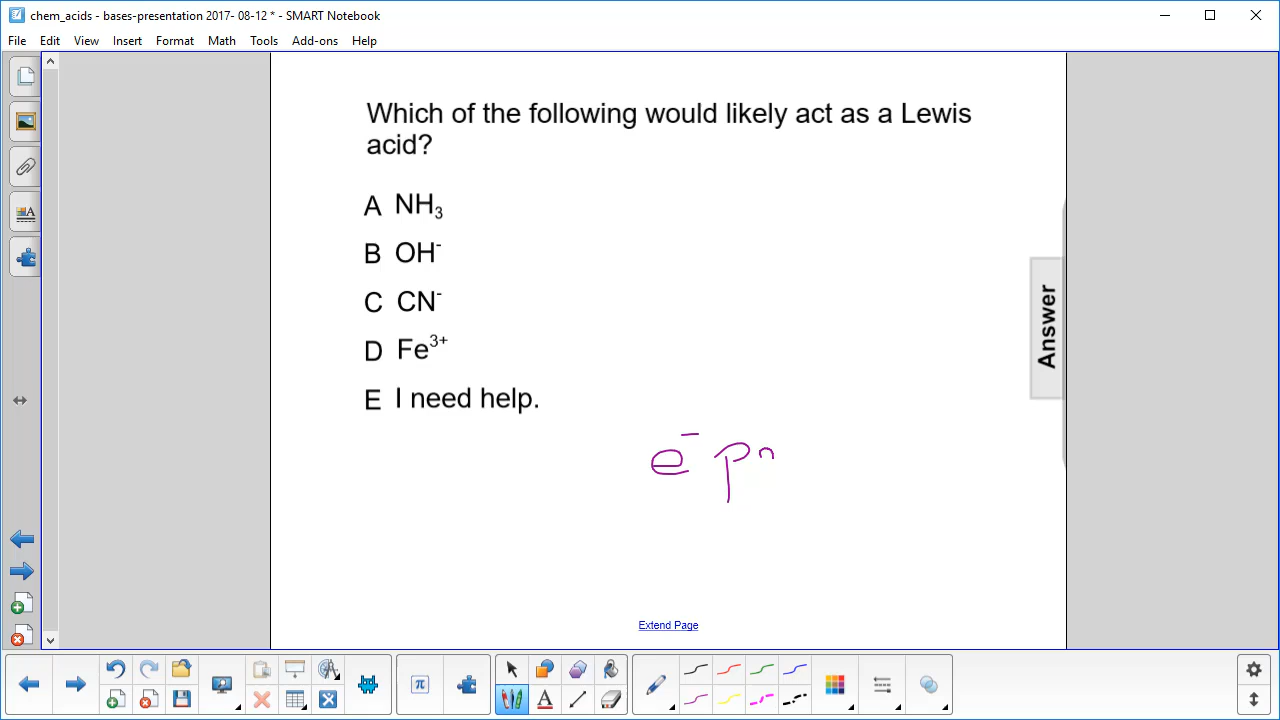 chem_acids - bases-presentation 2017- 08-12 * - SMART Notebook
File Edit View Insert Format Math Tools Add-ons Help
Which of the following would likely act as a Lewis
acid?
A NH₃
B OH⁻
C CN⁻
D Fe³⁺
E I need help.
Answer
e⁻
Extend Page